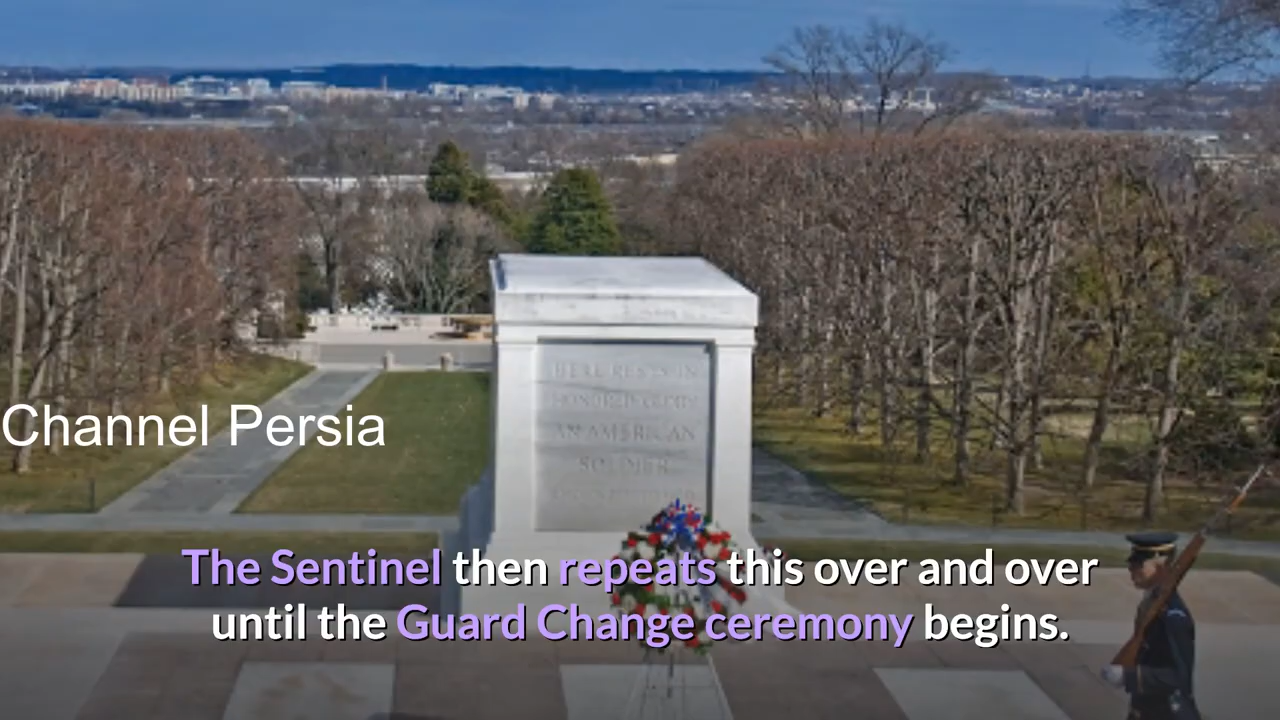 HERE RESTS IN
HONORED GLORY
AN AMERICAN
SOLDIER
Channel Persia
The Sentinel then repeats this over and over
until the Guard Change ceremony begins.